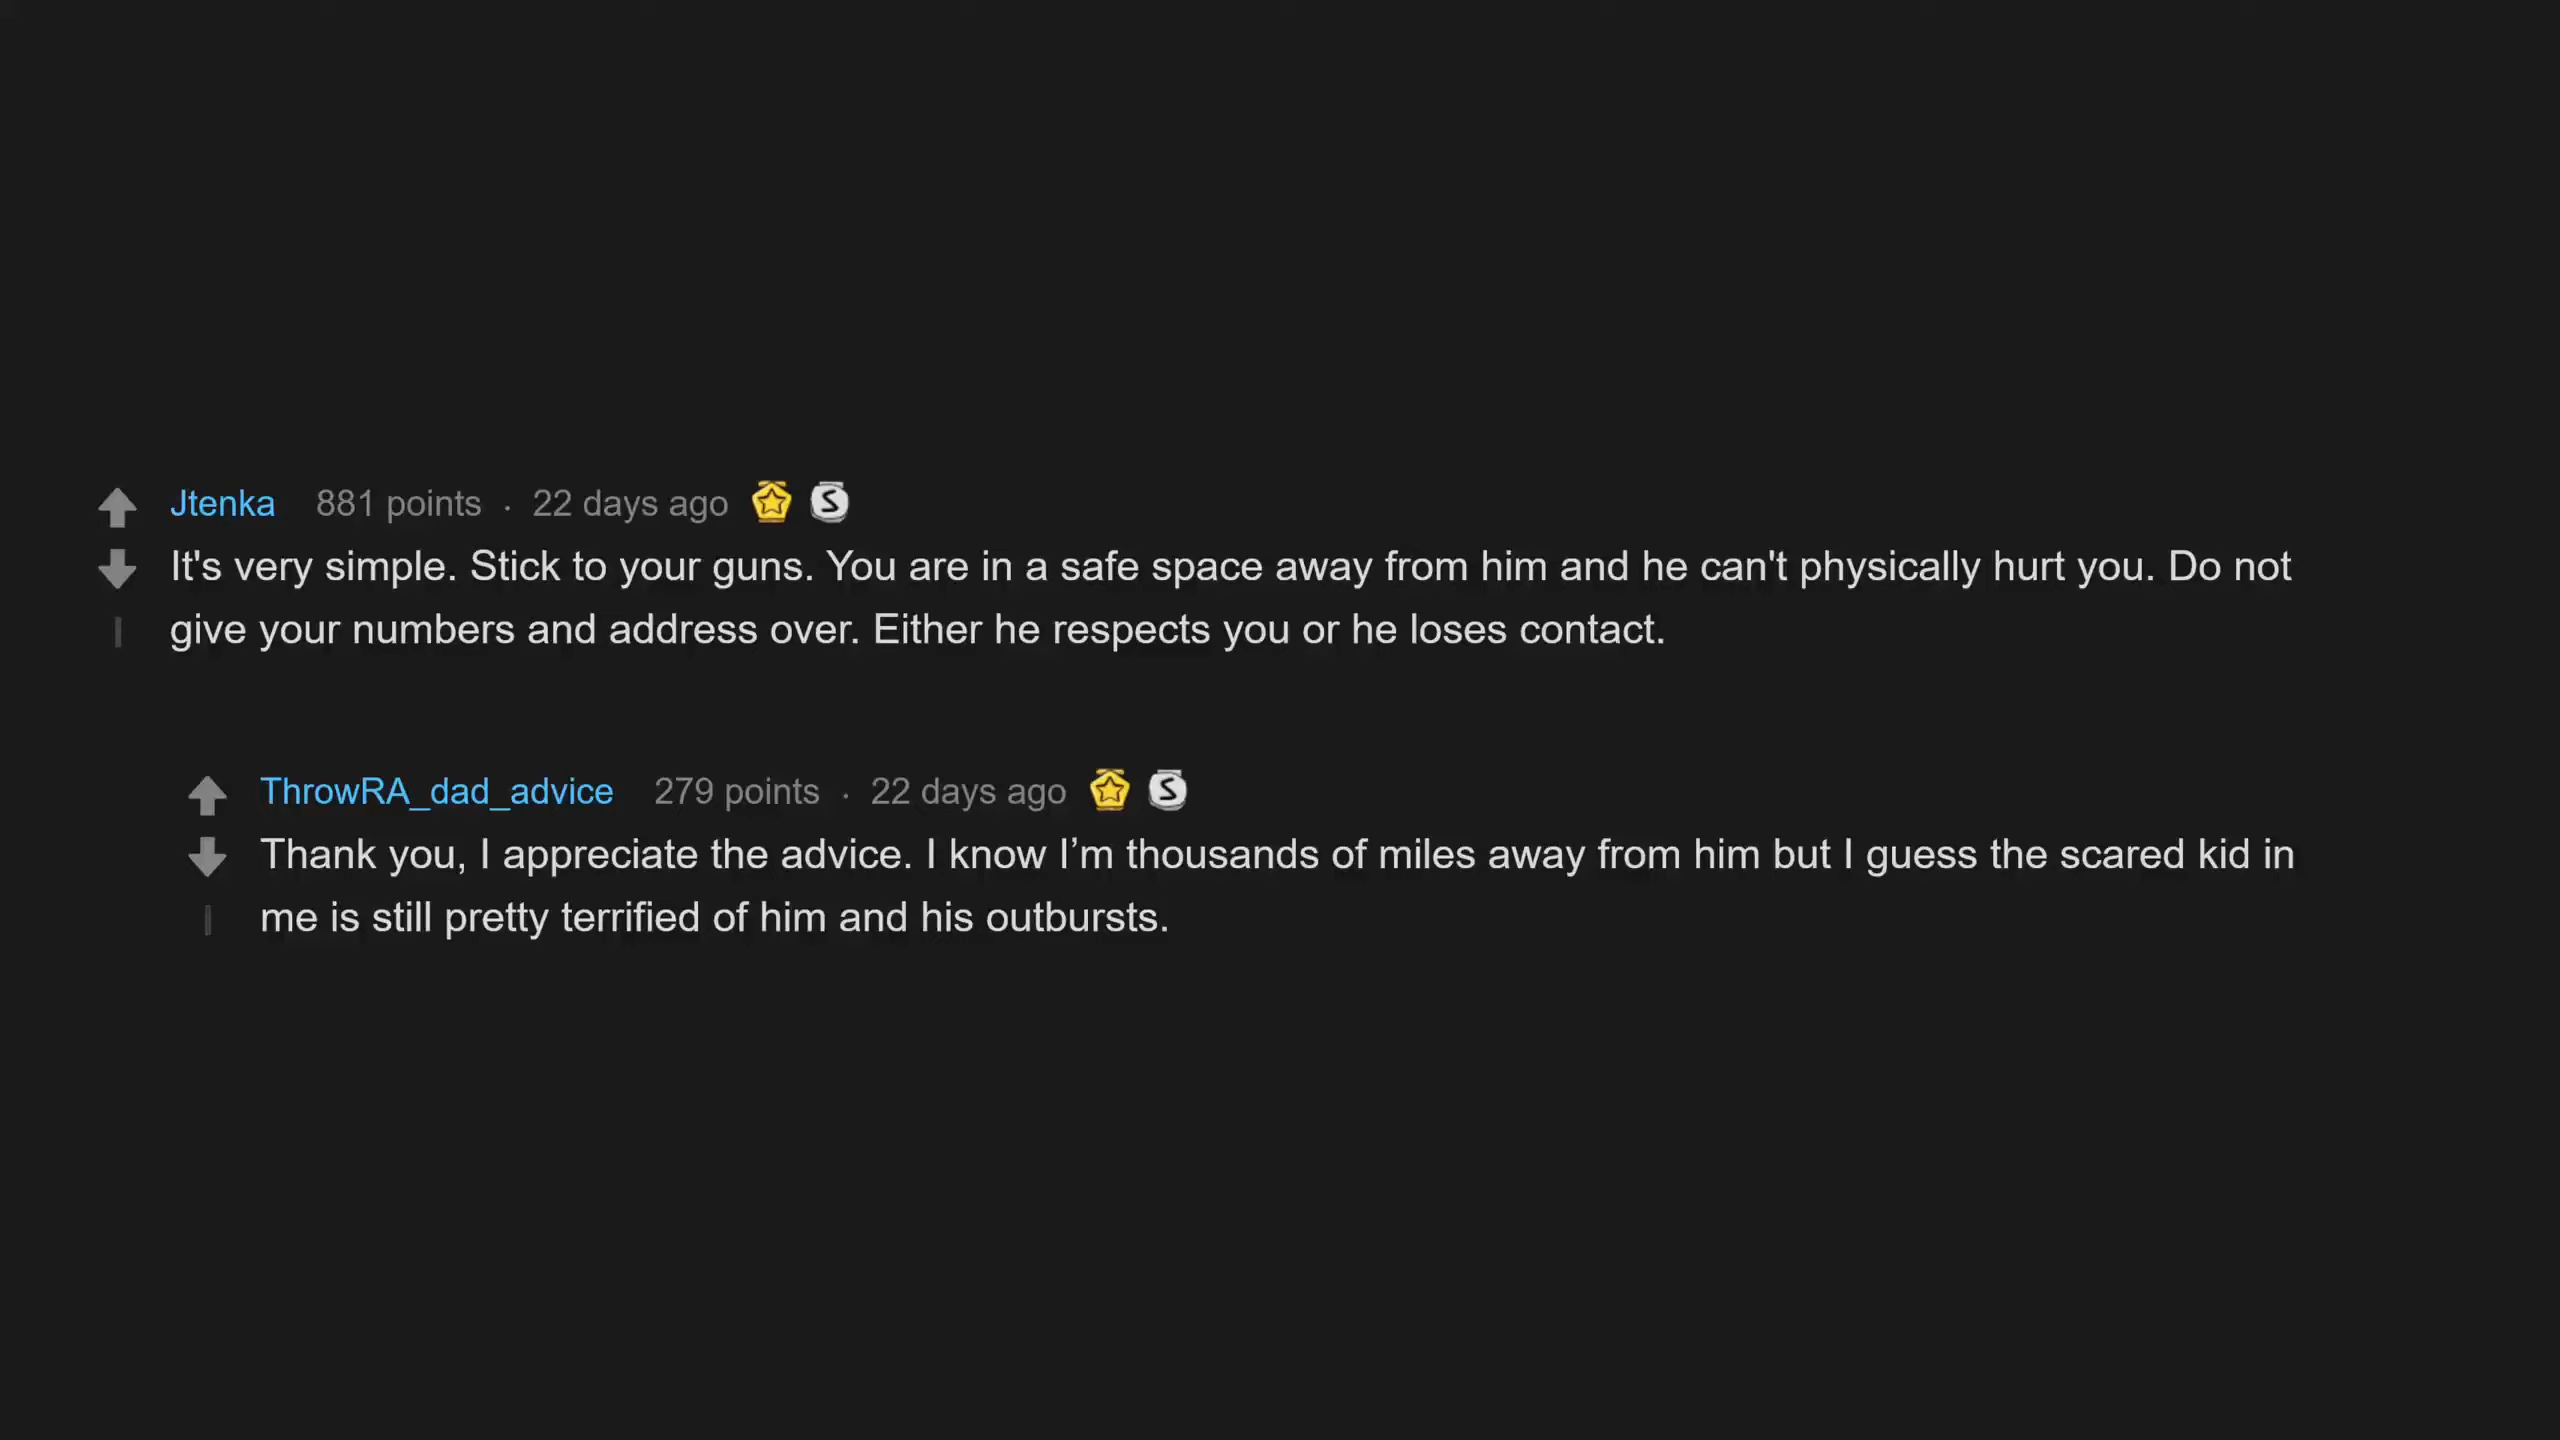 Jtenka 881 points · 22 days ago
It's very simple. Stick to your guns. You are in a safe space away from him and he can't physically hurt you. Do not
give your numbers and address over. Either he respects you or he loses contact.
ThrowRA_dad_advice 279 points · 22 days ago
Thank you, I appreciate the advice. I know I’m thousands of miles away from him but I guess the scared kid in
me is still pretty terrified of him and his outbursts.